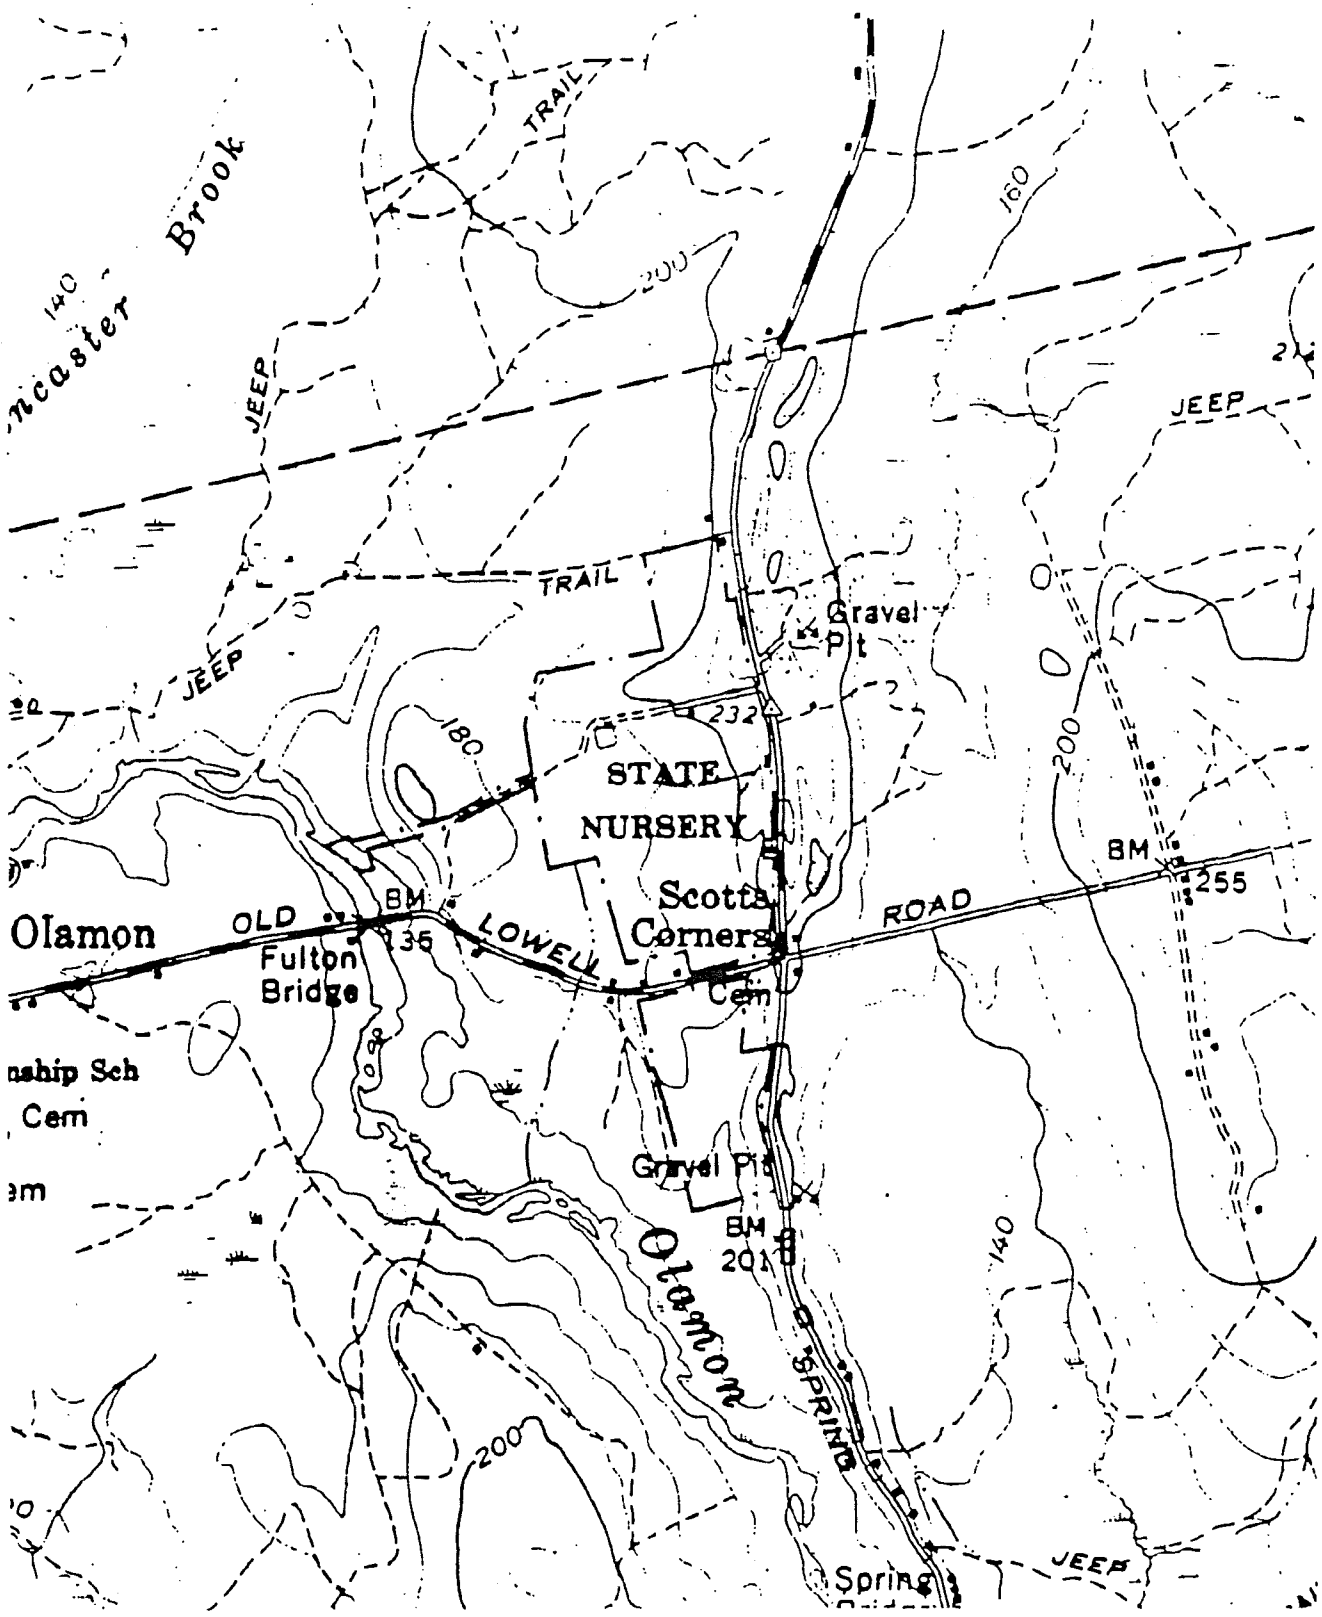 TRAIL
Brook
160
140
200
ncaster
JEEP
JEEP
TRAIL
Gravel
Pit
JEEP
232
180
STATE
200
NURSERY
BM
255
Scotts
BM
ROAD
OLD
LOWELL
Olamon
135
Corners
Fulton
Bridge
Cem
nship Sch
Cem
Gravel Pit
em
BM
201
140
Olamon
SPRING
200
JEEP
Spring